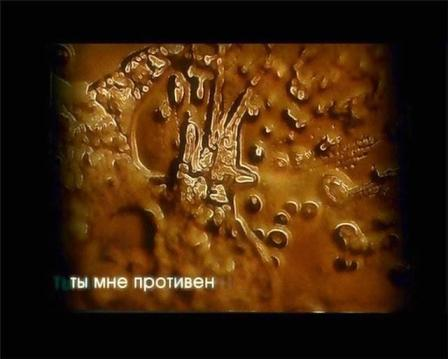 ты мне противен